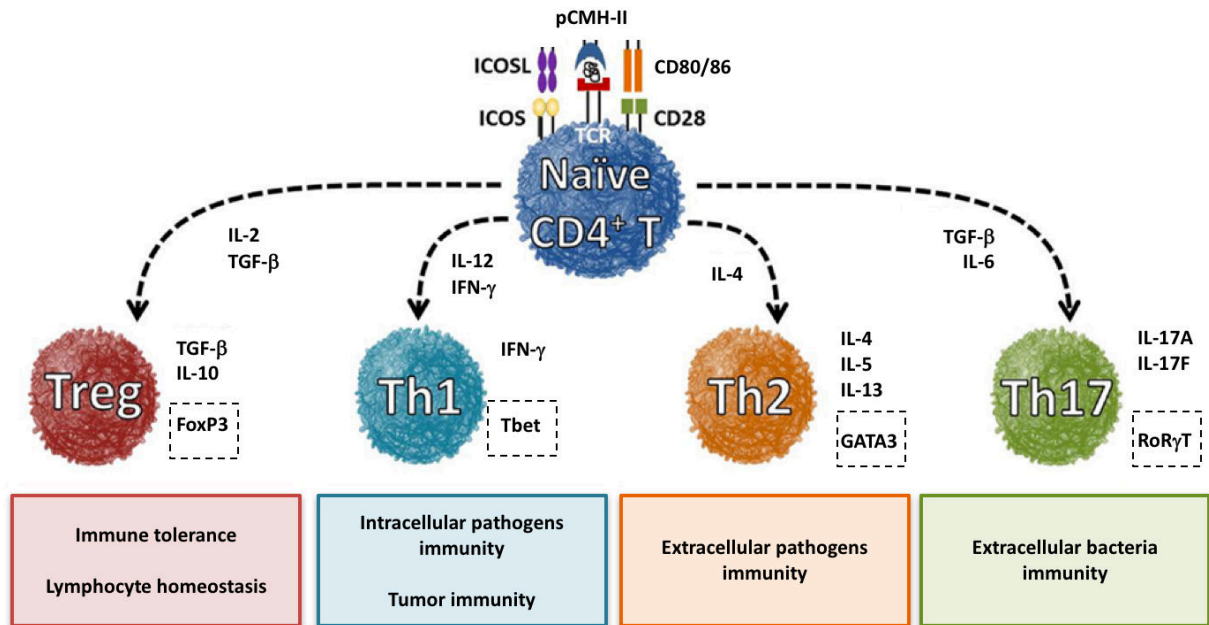 pCMH-II
ICOSL
CD80/86
ICOS
CD28
TCR
Naïve
CD4⁺ T
IL-2
TGF-β
IL-12
IFN-γ
IL-4
TGF-β
IL-6
Treg
TGF-β
IL-10
FoxP3
Th1
IFN-γ
Tbet
Th2
IL-4
IL-5
IL-13
GATA3
Th17
IL-17A
IL-17F
RoRγT
Immune tolerance
Lymphocyte homeostasis
Intracellular pathogens
immunity
Tumor immunity
Extracellular pathogens
immunity
Extracellular bacteria
immunity